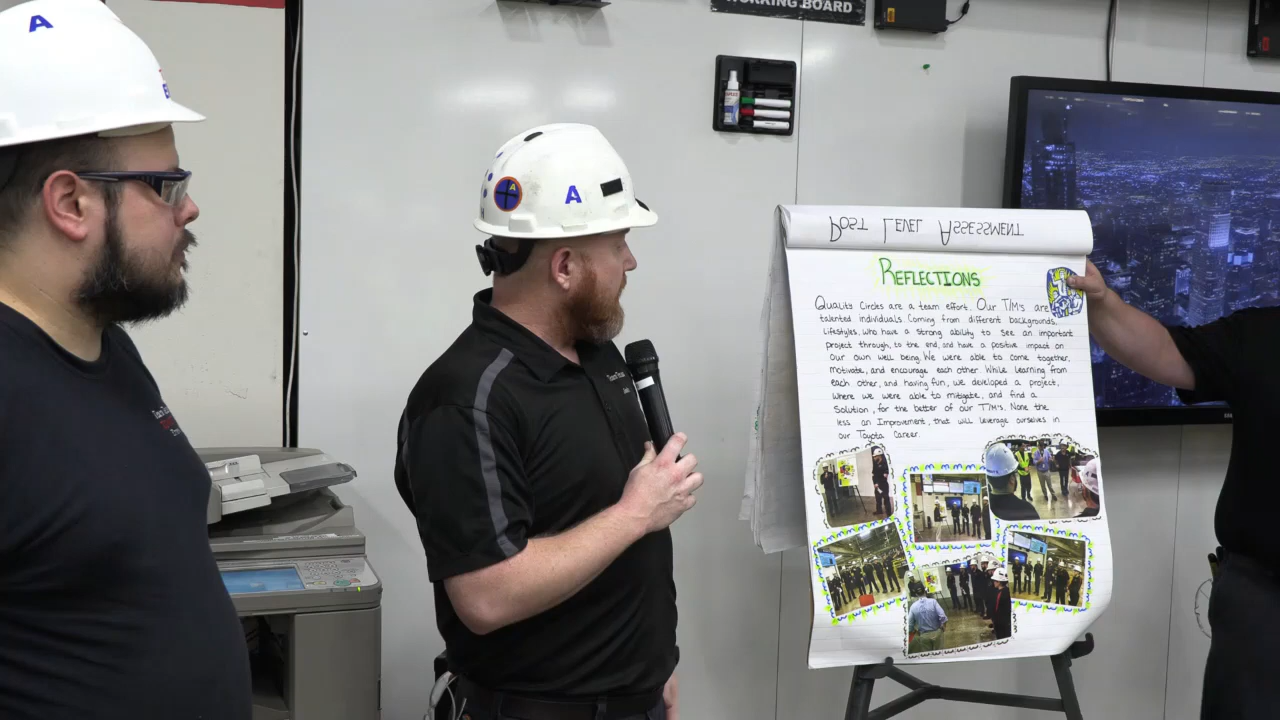 WORKING BOARD
A
A
POST LEVEL ASSESSMENT
REFLECTIONS
Quality Circles are a team effort. Our T/M's are
talented individuals. Coming from different backgrounds,
Lifestyles, who have a strong ability to see an important
project through, to the end, and have a positive impact on
our own well being. We were able to come together,
motivate, and encourage each other. While learning from
each other, and having fun, we developed a project,
where we were able to mitigate, and find a
solution, for the better of our T/M's. None the
less an Improvement, that will leverage ourselves in
our Toyota Career.